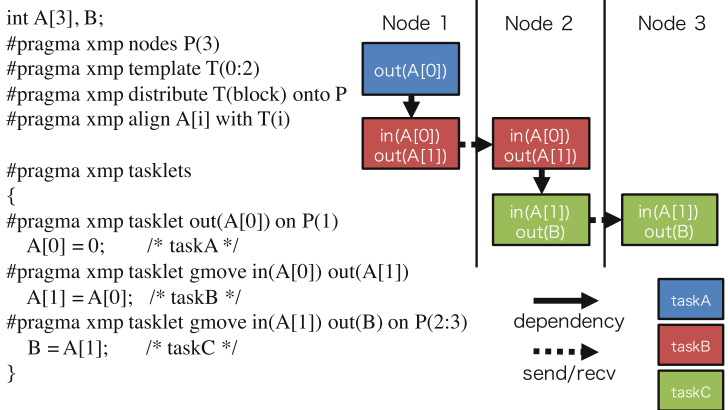 int A[3], B;
#pragma xmp nodes P(3)
#pragma xmp template T(0:2)
#pragma xmp distribute T(block) onto P
#pragma xmp align A[i] with T(i)
#pragma xmp tasklets
{
#pragma xmp tasklet out(A[0]) on P(1)
A[0] = 0; /* taskA */
#pragma xmp tasklet gmove in(A[0]) out(A[1])
A[1] = A[0]; /* taskB */
#pragma xmp tasklet gmove in(A[1]) out(B) on P(2:3)
B = A[1]; /* taskC */
}
Node 1
Node 2
Node 3
out(A[0])
in(A[0])
out(A[1])
in(A[0])
out(A[1])
in(A[1])
out(B)
in(A[1])
out(B)
dependency
send/recv
taskA
taskB
taskC